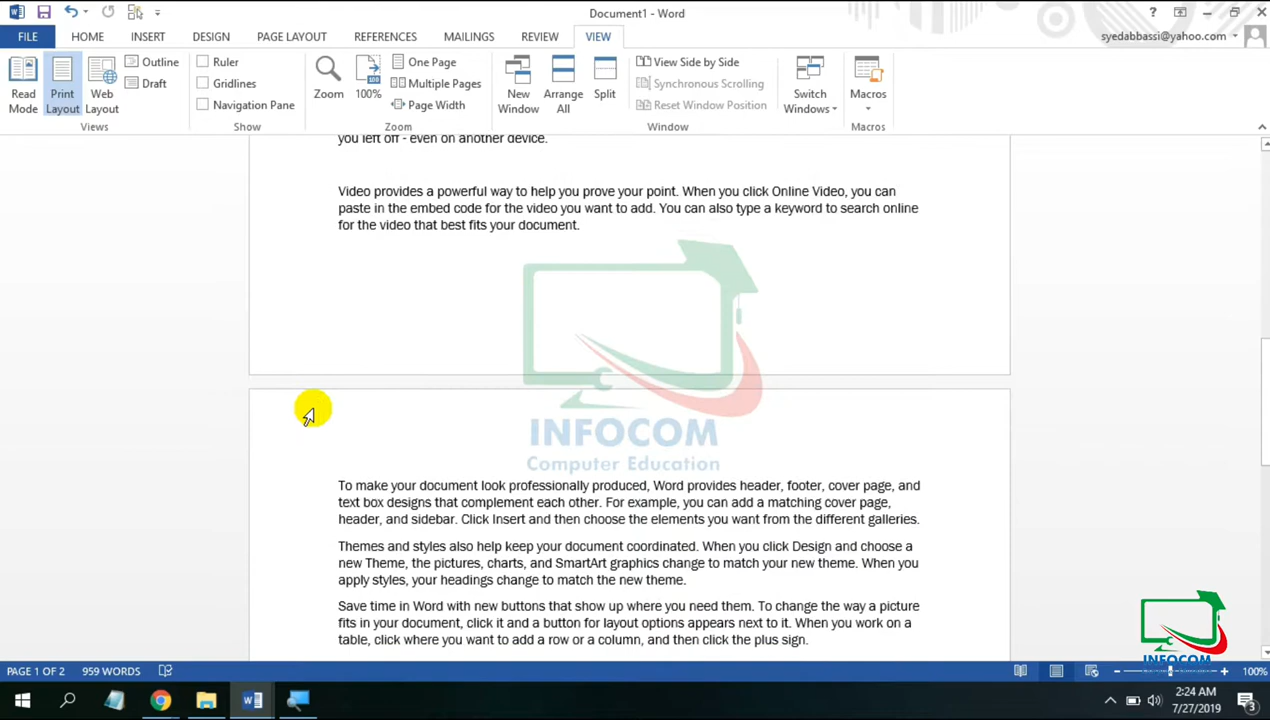 Document1 - Word
?
FILE HOME INSERT DESIGN PAGE LAYOUT REFERENCES MAILINGS REVIEW VIEW syedabbassi@yahoo.com
Read Mode
Print Layout
Web Layout
Outline
Draft
Views
Ruler
Gridlines
Navigation Pane
Show
Zoom
100
100%
One Page
Multiple Pages
Page Width
Zoom
New Window
Arrange All
Split
View Side by Side
Synchronous Scrolling
Reset Window Position
Window
Switch Windows
Macros
Macros
you left off - even on another device.
Video provides a powerful way to help you prove your point. When you click Online Video, you can
paste in the embed code for the video you want to add. You can also type a keyword to search online
for the video that best fits your document.
INFOCOM
Computer Education
To make your document look professionally produced, Word provides header, footer, cover page, and
text box designs that complement each other. For example, you can add a matching cover page,
header, and sidebar. Click Insert and then choose the elements you want from the different galleries.
Themes and styles also help keep your document coordinated. When you click Design and choose a
new Theme, the pictures, charts, and SmartArt graphics change to match your new theme. When you
apply styles, your headings change to match the new theme.
Save time in Word with new buttons that show up where you need them. To change the way a picture
fits in your document, click it and a button for layout options appears next to it. When you work on a
table, click where you want to add a row or a column, and then click the plus sign.
INFOCOM
PAGE 1 OF 2 959 WORDS 100%
2:24 AM
7/27/2019
3